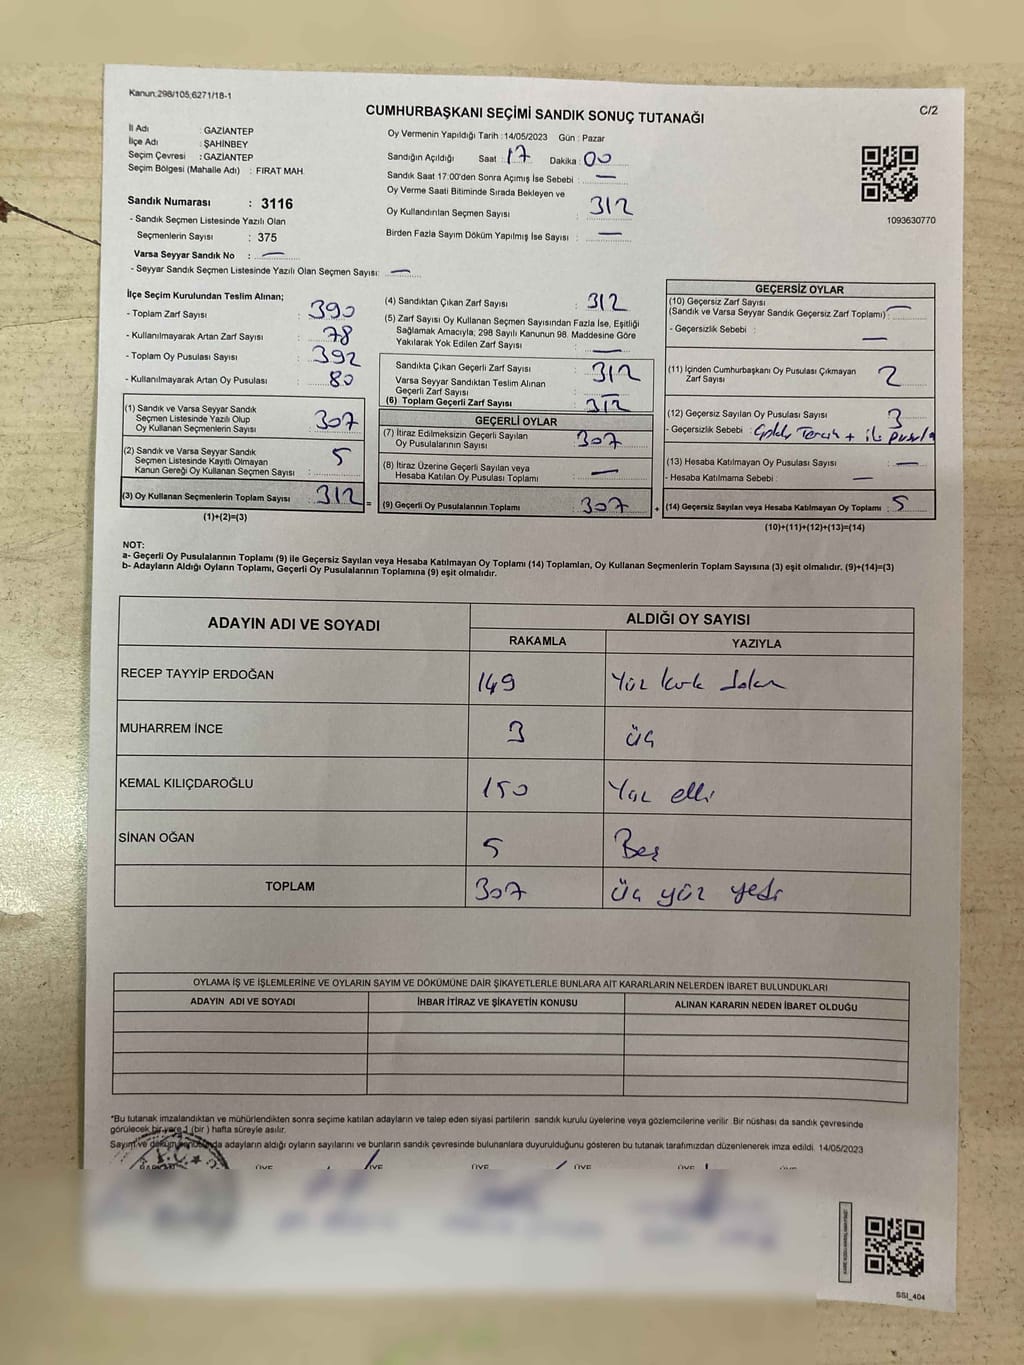 Kanun;298/105,6271/18-1
CUMHURBAŞKANI SEÇİMİ SANDIK SONUÇ TUTANAĞI
C/2
İl Adı : GAZİANTEP
İlçe Adı : ŞAHİNBEY
Seçim Çevresi : GAZİANTEP
Seçim Bölgesi (Mahalle Adı) : FIRAT MAH.
Sandık Numarası : 3116
- Sandık Seçmen Listesinde Yazılı Olan
Seçmenlerin Sayısı : 375
Varsa Seyyar Sandık No : —
- Seyyar Sandık Seçmen Listesinde Yazılı Olan Seçmen Sayısı: —
Oy Vermenin Yapıldığı Tarih : 14/05/2023 Gün : Pazar
Sandığın Açıldığı Saat : 17 Dakika : 00
Sandık Saat 17:00'den Sonra Açımış İse Sebebi : —
Oy Verme Saati Bitiminde Sırada Bekleyen ve
Oy Kullandırılan Seçmen Sayısı : 312
Birden Fazla Sayım Döküm Yapılmış İse Sayısı : —
1093630770
İlçe Seçim Kurulundan Teslim Alınan;
- Toplam Zarf Sayısı : 390
- Kullanılmayarak Artan Zarf Sayısı : 78
- Toplam Oy Pusulası Sayısı : 392
- Kullanılmayarak Artan Oy Pusulası : 80
(1) Sandık ve Varsa Seyyar Sandık
Seçmen Listesinde Yazılı Olup
Oy Kullanan Seçmenlerin Sayısı : 307
(2) Sandık ve Varsa Seyyar Sandık
Seçmen Listesinde Kayıtlı Olmayan
Kanun Gereği Oy Kullanan Seçmen Sayısı : 5
(3) Oy Kullanan Seçmenlerin Toplam Sayısı : 312 =
(1)+(2)=(3)
(4) Sandıktan Çıkan Zarf Sayısı : 312
(5) Zarf Sayısı Oy Kullanan Seçmen Sayısından Fazla İse, Eşitliği
Sağlamak Amacıyla; 298 Sayılı Kanunun 98. Maddesine Göre
Yakılarak Yok Edilen Zarf Sayısı : —
Sandıkta Çıkan Geçerli Zarf Sayısı : 312
Varsa Seyyar Sandıktan Teslim Alınan
Geçerli Zarf Sayısı :
(6) Toplam Geçerli Zarf Sayısı : 312
GEÇERLİ OYLAR
(7) İtiraz Edilmeksizin Geçerli Sayılan
Oy Pusulalarının Sayısı : 307
(8) İtiraz Üzerine Geçerli Sayılan veya
Hesaba Katılan Oy Pusulası Toplamı : —
(9) Geçerli Oy Pusulalarının Toplamı : 307 +
GEÇERSİZ OYLAR
(10) Geçersiz Zarf Sayısı
(Sandık ve Varsa Seyyar Sandık Geçersiz Zarf Toplamı) : —
- Geçersizlik Sebebi : —
(11) İçinden Cumhurbaşkanı Oy Pusulası Çıkmayan
Zarf Sayısı : 2
(12) Geçersiz Sayılan Oy Pusulası Sayısı : 3
- Geçersizlik Sebebi : Tercih + pusula
(13) Hesaba Katılmayan Oy Pusulası Sayısı : —
- Hesaba Katılmama Sebebi : —
(14) Geçersiz Sayılan veya Hesaba Katılmayan Oy Toplamı : 5
(10)+(11)+(12)+(13)=(14)
NOT:
a- Geçerli Oy Pusulalarının Toplamı (9) ile Geçersiz Sayılan veya Hesaba Katılmayan Oy Toplamı (14) Toplamları, Oy Kullanan Seçmenlerin Toplam Sayısına (3) eşit olmalıdır. (9)+(14)=(3)
b- Adayların Aldığı Oyların Toplamı, Geçerli Oy Pusulalarının Toplamına (9) eşit olmalıdır.
ADAYIN ADI VE SOYADI
ALDIĞI OY SAYISI
RAKAMLA YAZIYLA
RECEP TAYYİP ERDOĞAN 149 Yüz kırk dokuz
MUHARREM İNCE 3 üç
KEMAL KILIÇDAROĞLU 150 Yüz elli
SİNAN OĞAN 5 Beş
TOPLAM 307 üç yüz yedi
OYLAMA İŞ VE İŞLEMLERİNE VE OYLARIN SAYIM VE DÖKÜMÜNE DAİR ŞİKAYETLERLE BUNLARA AİT KARARLARIN NELERDEN İBARET BULUNDUKLARI
ADAYIN ADI VE SOYADI İHBAR İTİRAZ VE ŞİKAYETİN KONUSU ALINAN KARARIN NEDEN İBARET OLDUĞU
*Bu tutanak imzalandıktan ve mühürlendikten sonra seçime katılan adayların ve talep eden siyasi partilerin sandık kurulu üyelerine veya gözlemcilerine verilir. Bir nüshası da sandık çevresinde
görülecek bir yere 1 (bir ) hafta süreyle asılır.
Sayım ve dökümü adayların aldığı oyların sayılarını ve bunların sandık çevresinde bulunanlara duyurulduğunu gösteren bu tutanak tarafımızdan düzenlenerek imza edildi. 14/05/2023
ÜYE ÜYE ÜYE ÜYE ÜYE ÜYE
SSI_404